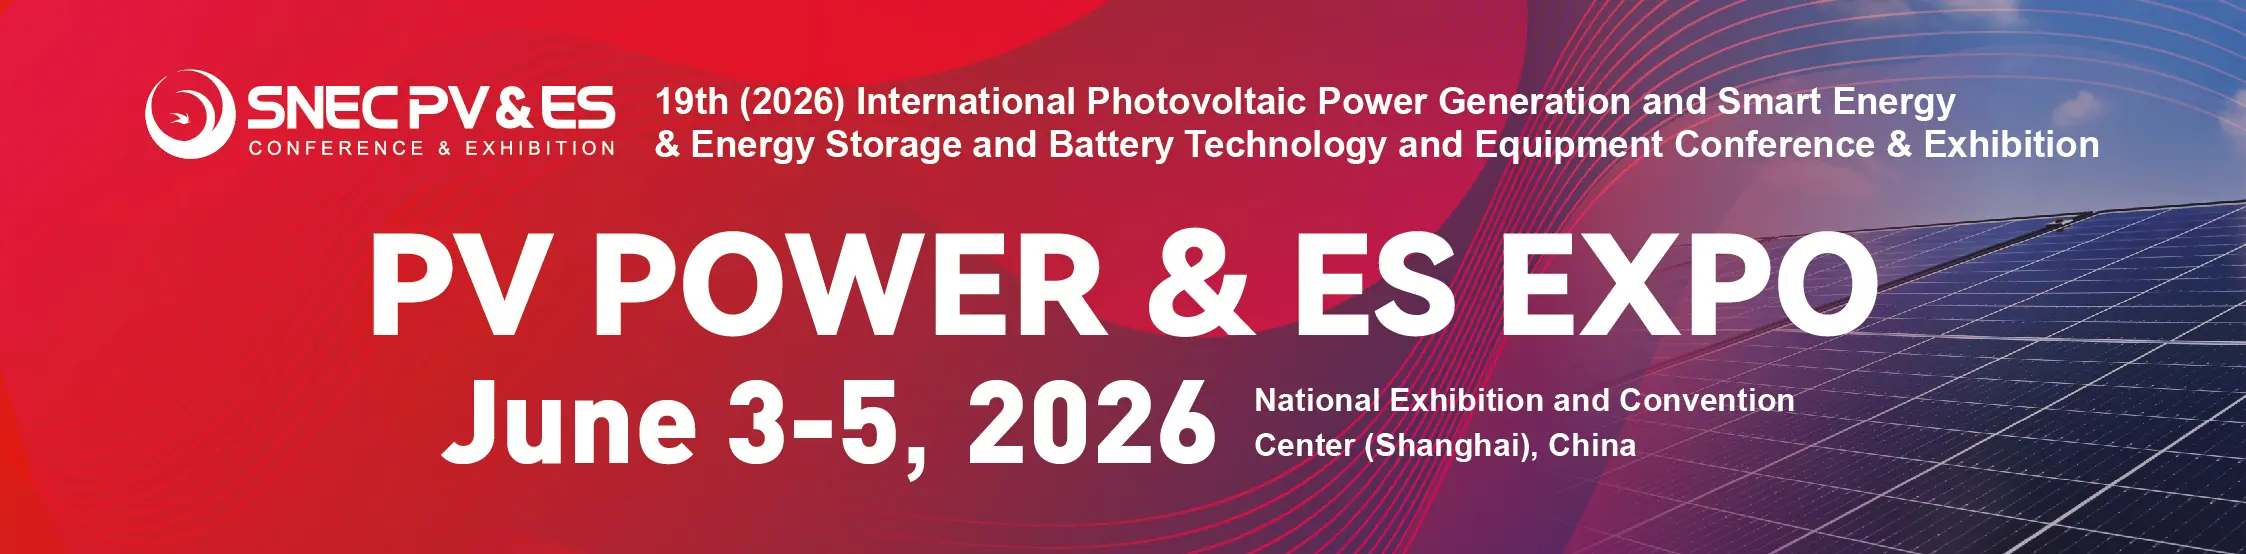 SNEC PV & ES
CONFERENCE & EXHIBITION
19th (2026) International Photovoltaic Power Generation and Smart Energy
& Energy Storage and Battery Technology and Equipment Conference & Exhibition
PV POWER & ES EXPO
June 3-5, 2026
National Exhibition and Convention
Center (Shanghai), China